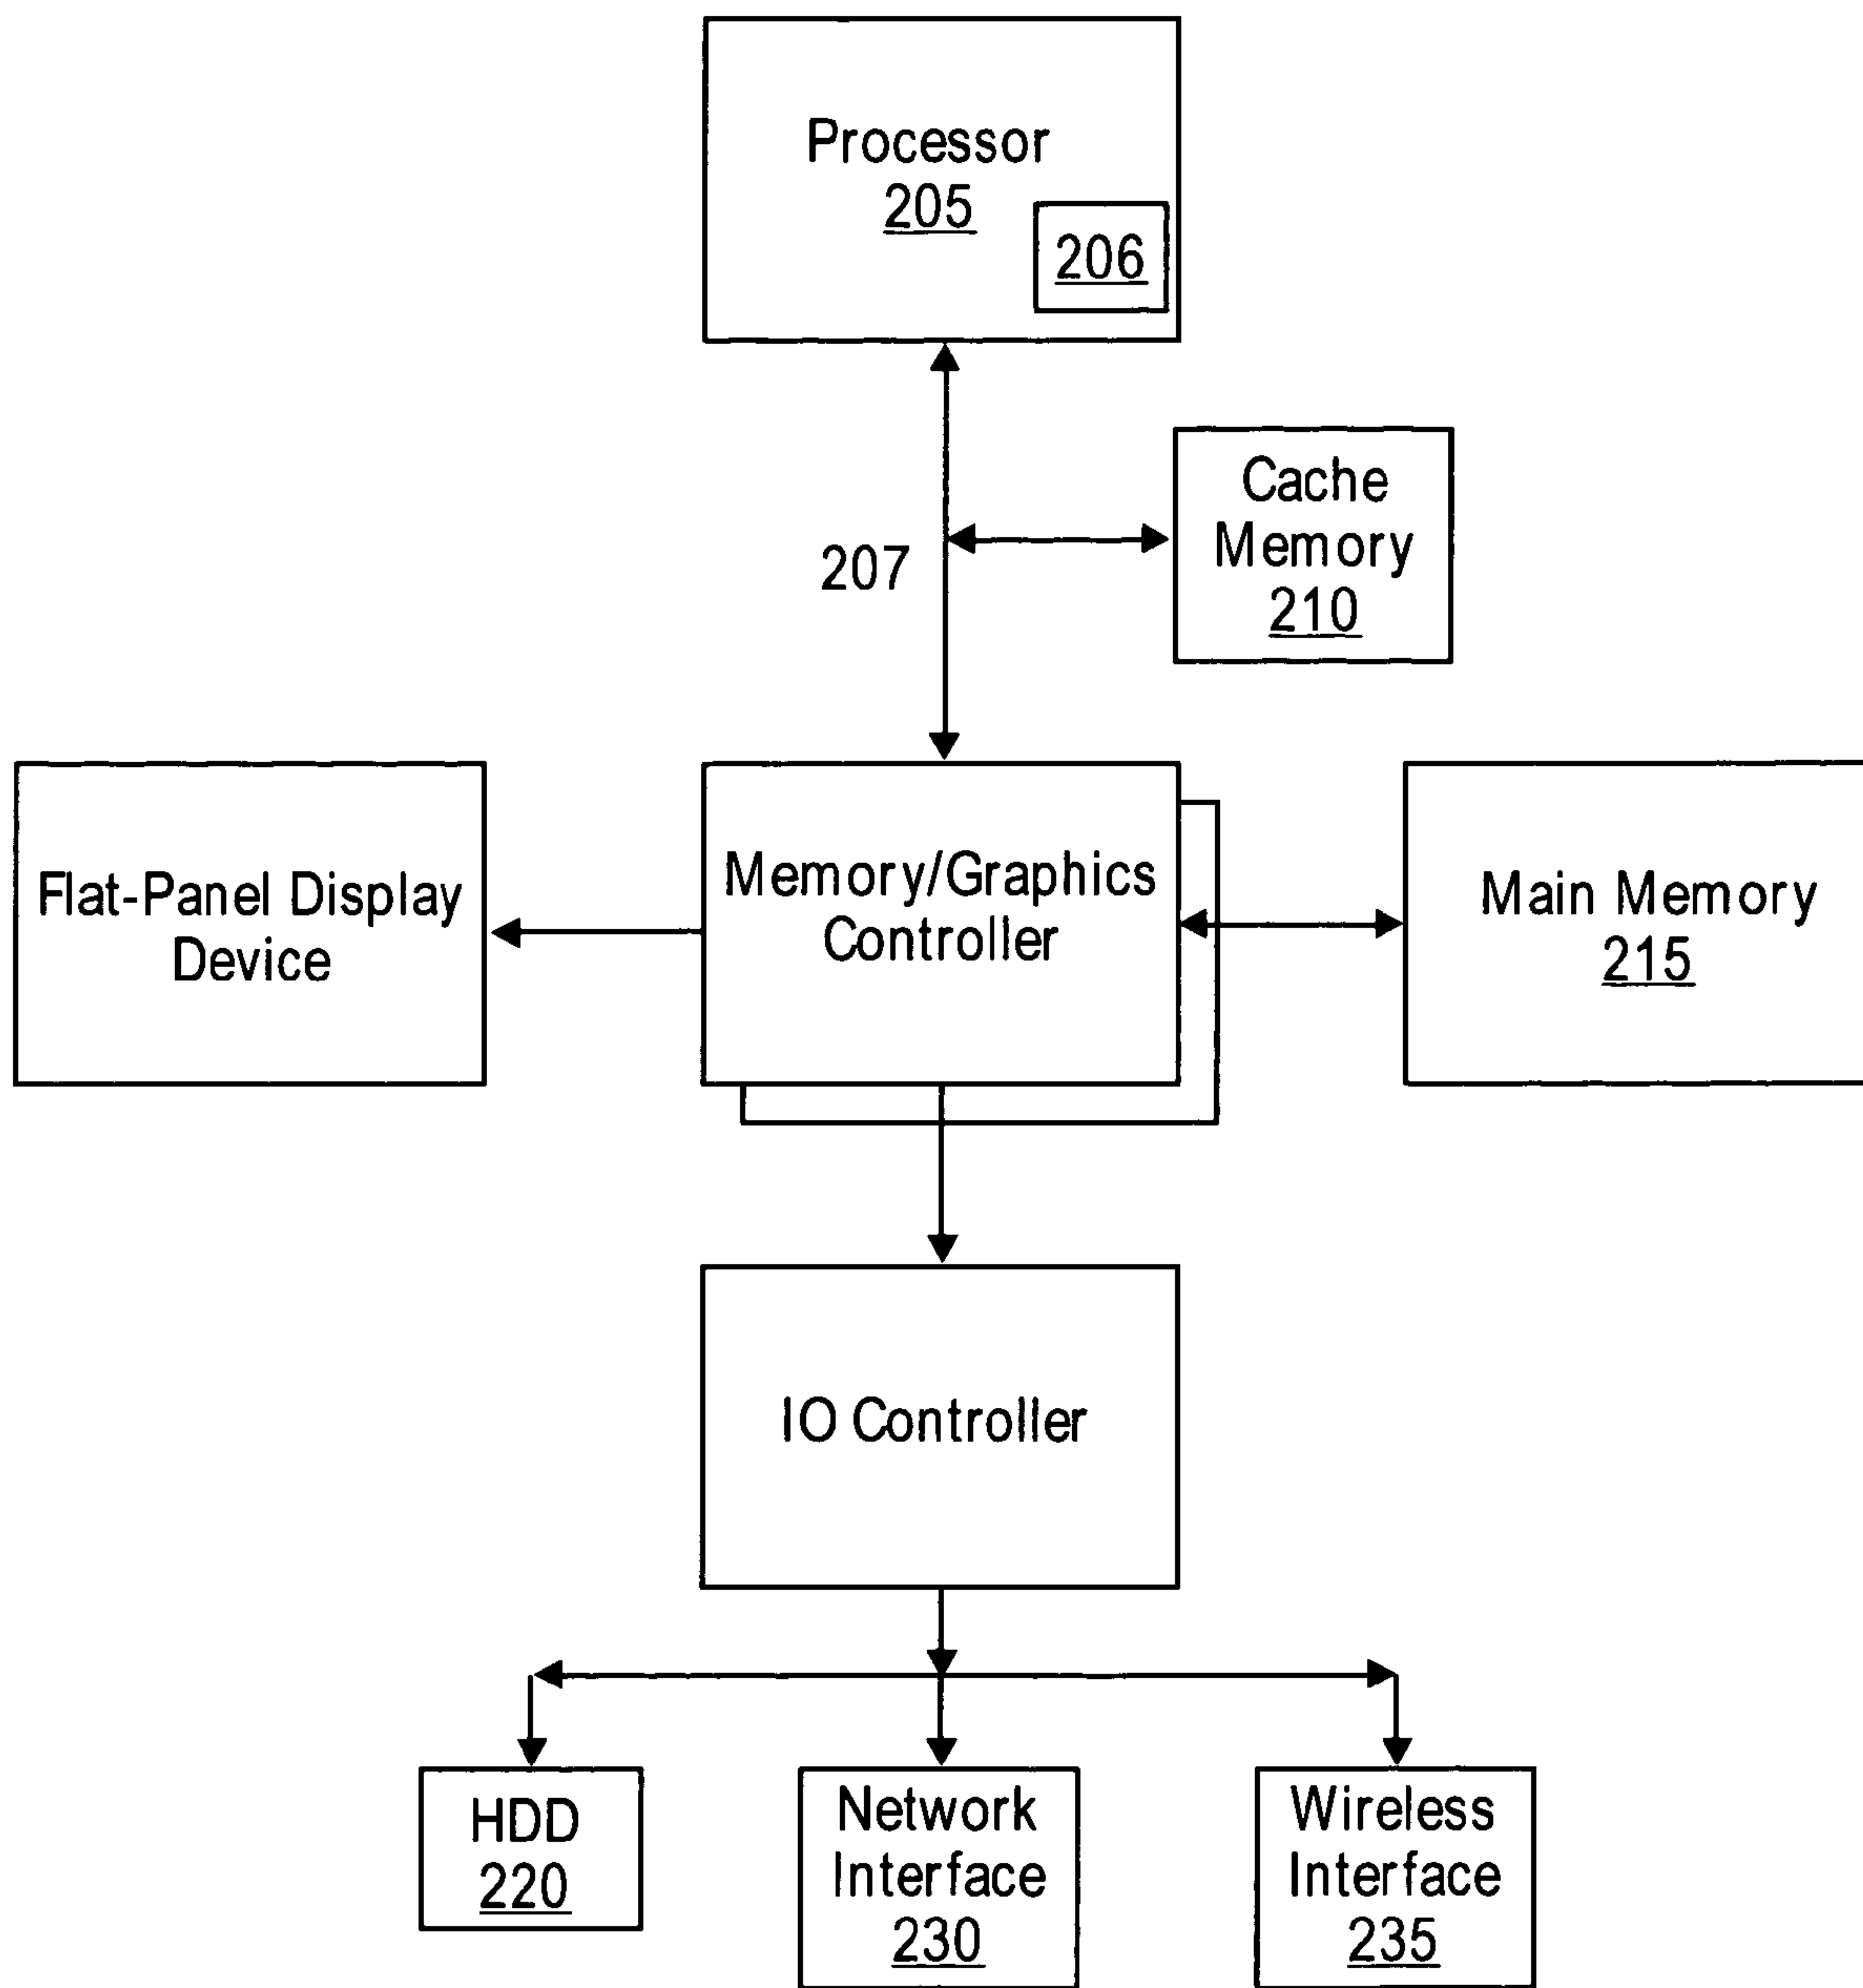 Processor
205
206
Cache
Memory
210
207
Flat-Panel Display
Device
Memory/Graphics
Controller
Main Memory
215
IO Controller
HDD
220
Network
Interface
230
Wireless
Interface
235